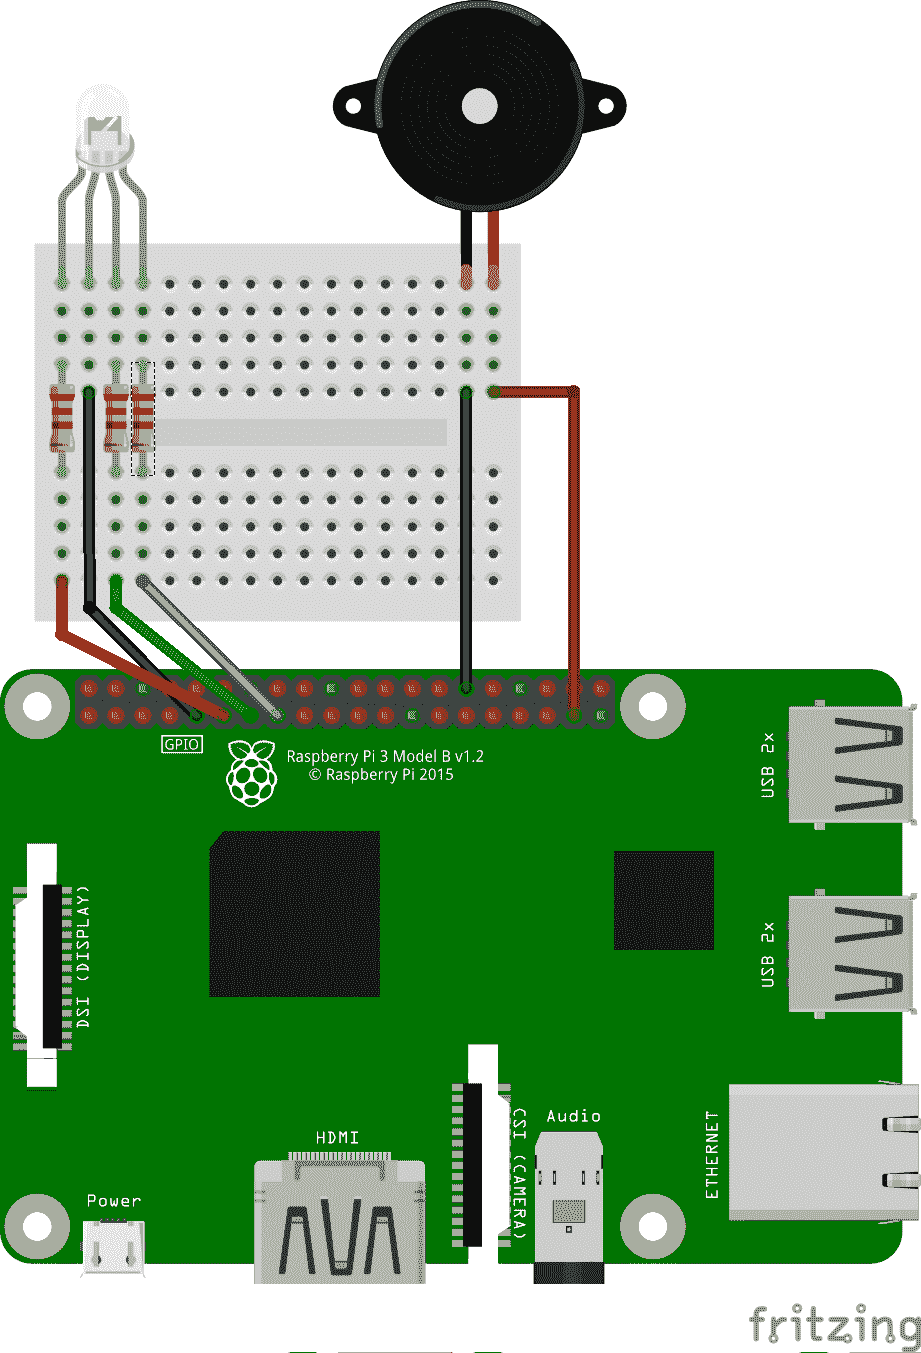 GPIO
Raspberry Pi 3 Model B v1.2
© Raspberry Pi 2015
USB 2x
DSI (DISPLAY)
USB 2x
CSI (CAMERA)
Audio
ETHERNET
HDMI
Power
fritzing